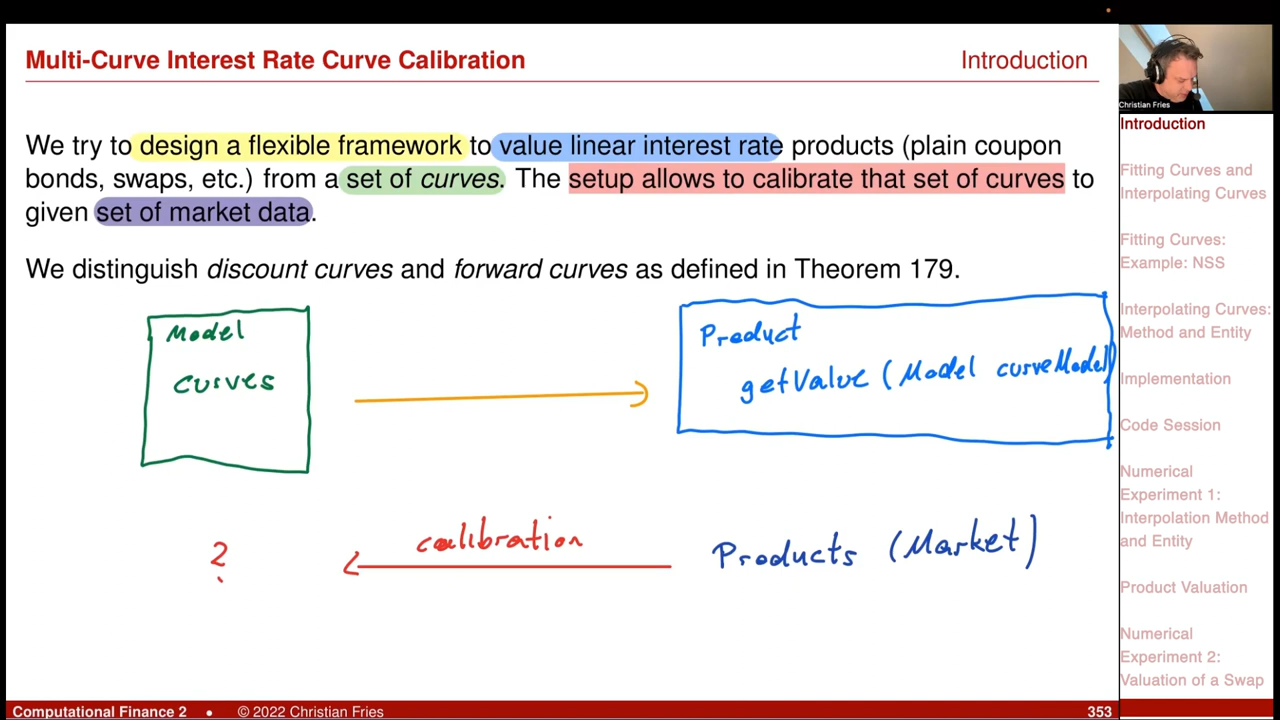 Multi-Curve Interest Rate Curve Calibration
Introduction
We try to design a flexible framework to value linear interest rate products (plain coupon
bonds, swaps, etc.) from a set of curves. The setup allows to calibrate that set of curves to
given set of market data.
We distinguish discount curves and forward curves as defined in Theorem 179.
Model
curves
Product
getValue (Model curveModel)
?
calibration
Products (Market)
Christian Fries
Introduction
Fitting Curves and
Interpolating Curves
Fitting Curves:
Example: NSS
Interpolating Curves:
Method and Entity
Implementation
Code Session
Numerical
Experiment 1:
Interpolation Method
and Entity
Product Valuation
Numerical
Experiment 2:
Valuation of a Swap
Computational Finance 2 • © 2022 Christian Fries
353